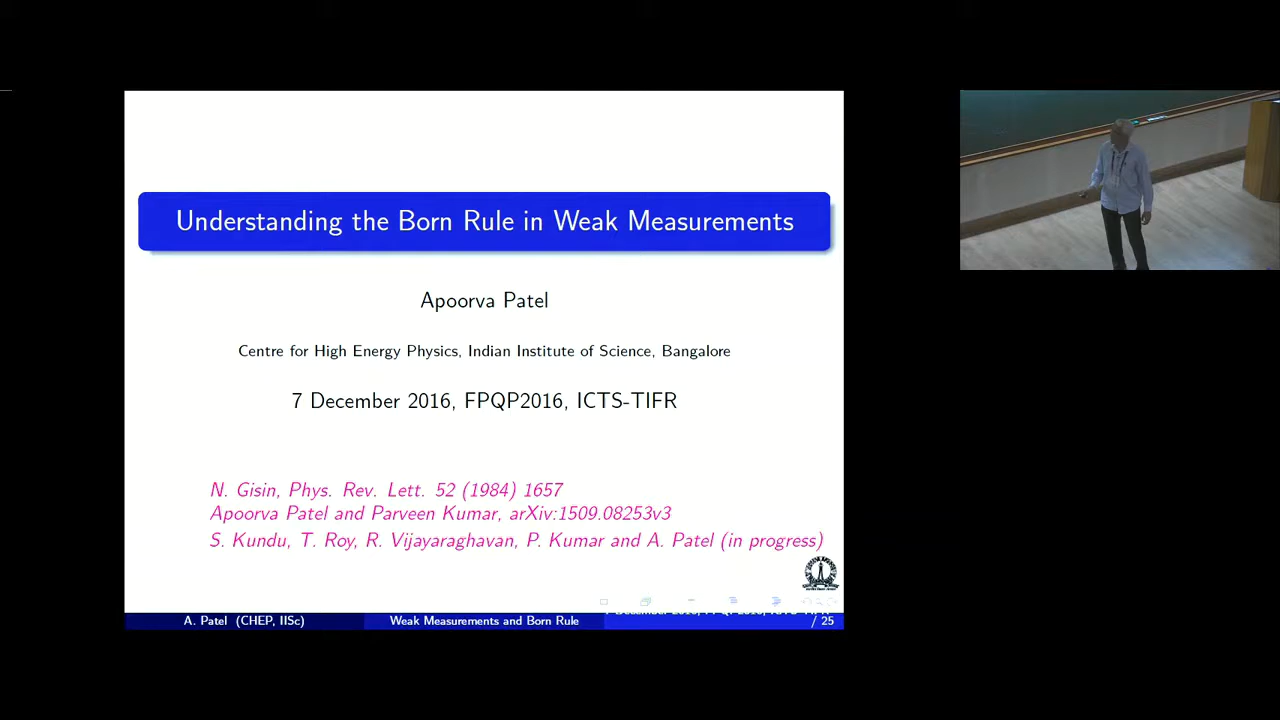 Understanding the Born Rule in Weak Measurements
Apoorva Patel
Centre for High Energy Physics, Indian Institute of Science, Bangalore
7 December 2016, FPQP2016, ICTS-TIFR
N. Gisin, Phys. Rev. Lett. 52 (1984) 1657
Apoorva Patel and Parveen Kumar, arXiv:1509.08253v3
S. Kundu, T. Roy, R. Vijayaraghavan, P. Kumar and A. Patel (in progress)
A. Patel (CHEP, IISc) Weak Measurements and Born Rule / 25